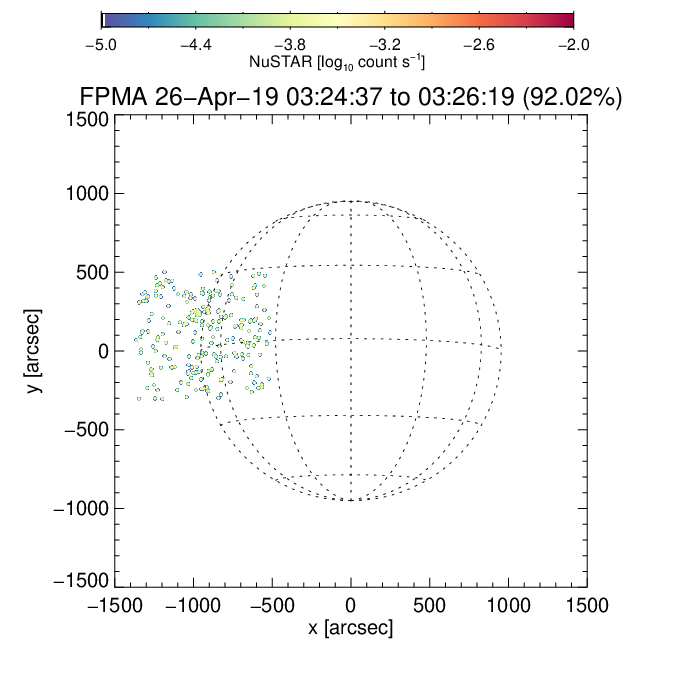 −5.0 −4.4 −3.8 −3.2 −2.6 −2.0
NuSTAR [log₁₀ count s⁻¹]
FPMA 26−Apr−19 03:24:37 to 03:26:19 (92.02%)
1500
1000
500
0
−500
−1000
−1500
y [arcsec]
−1500 −1000 −500 0 500 1000 1500
x [arcsec]